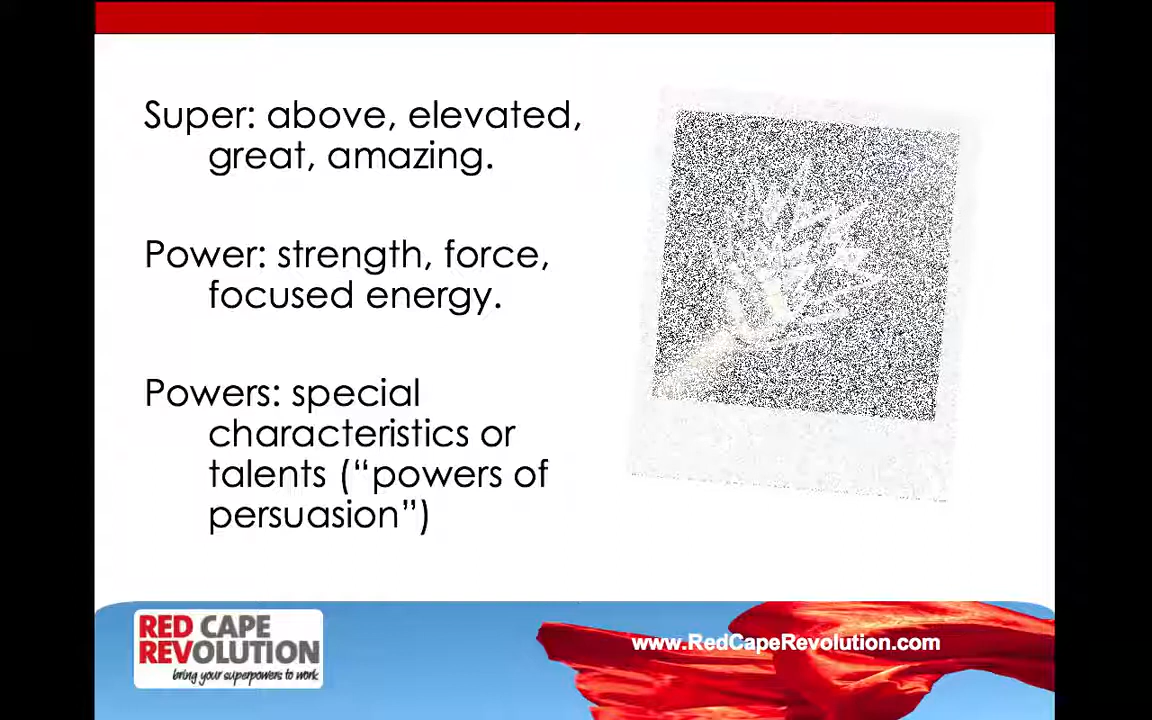 Super: above, elevated,
great, amazing.
Power: strength, force,
focused energy.
Powers: special
characteristics or
talents (“powers of
persuasion”)
RED CAPE
REVOLUTION
bring your superpowers to work
www.RedCapeRevolution.com